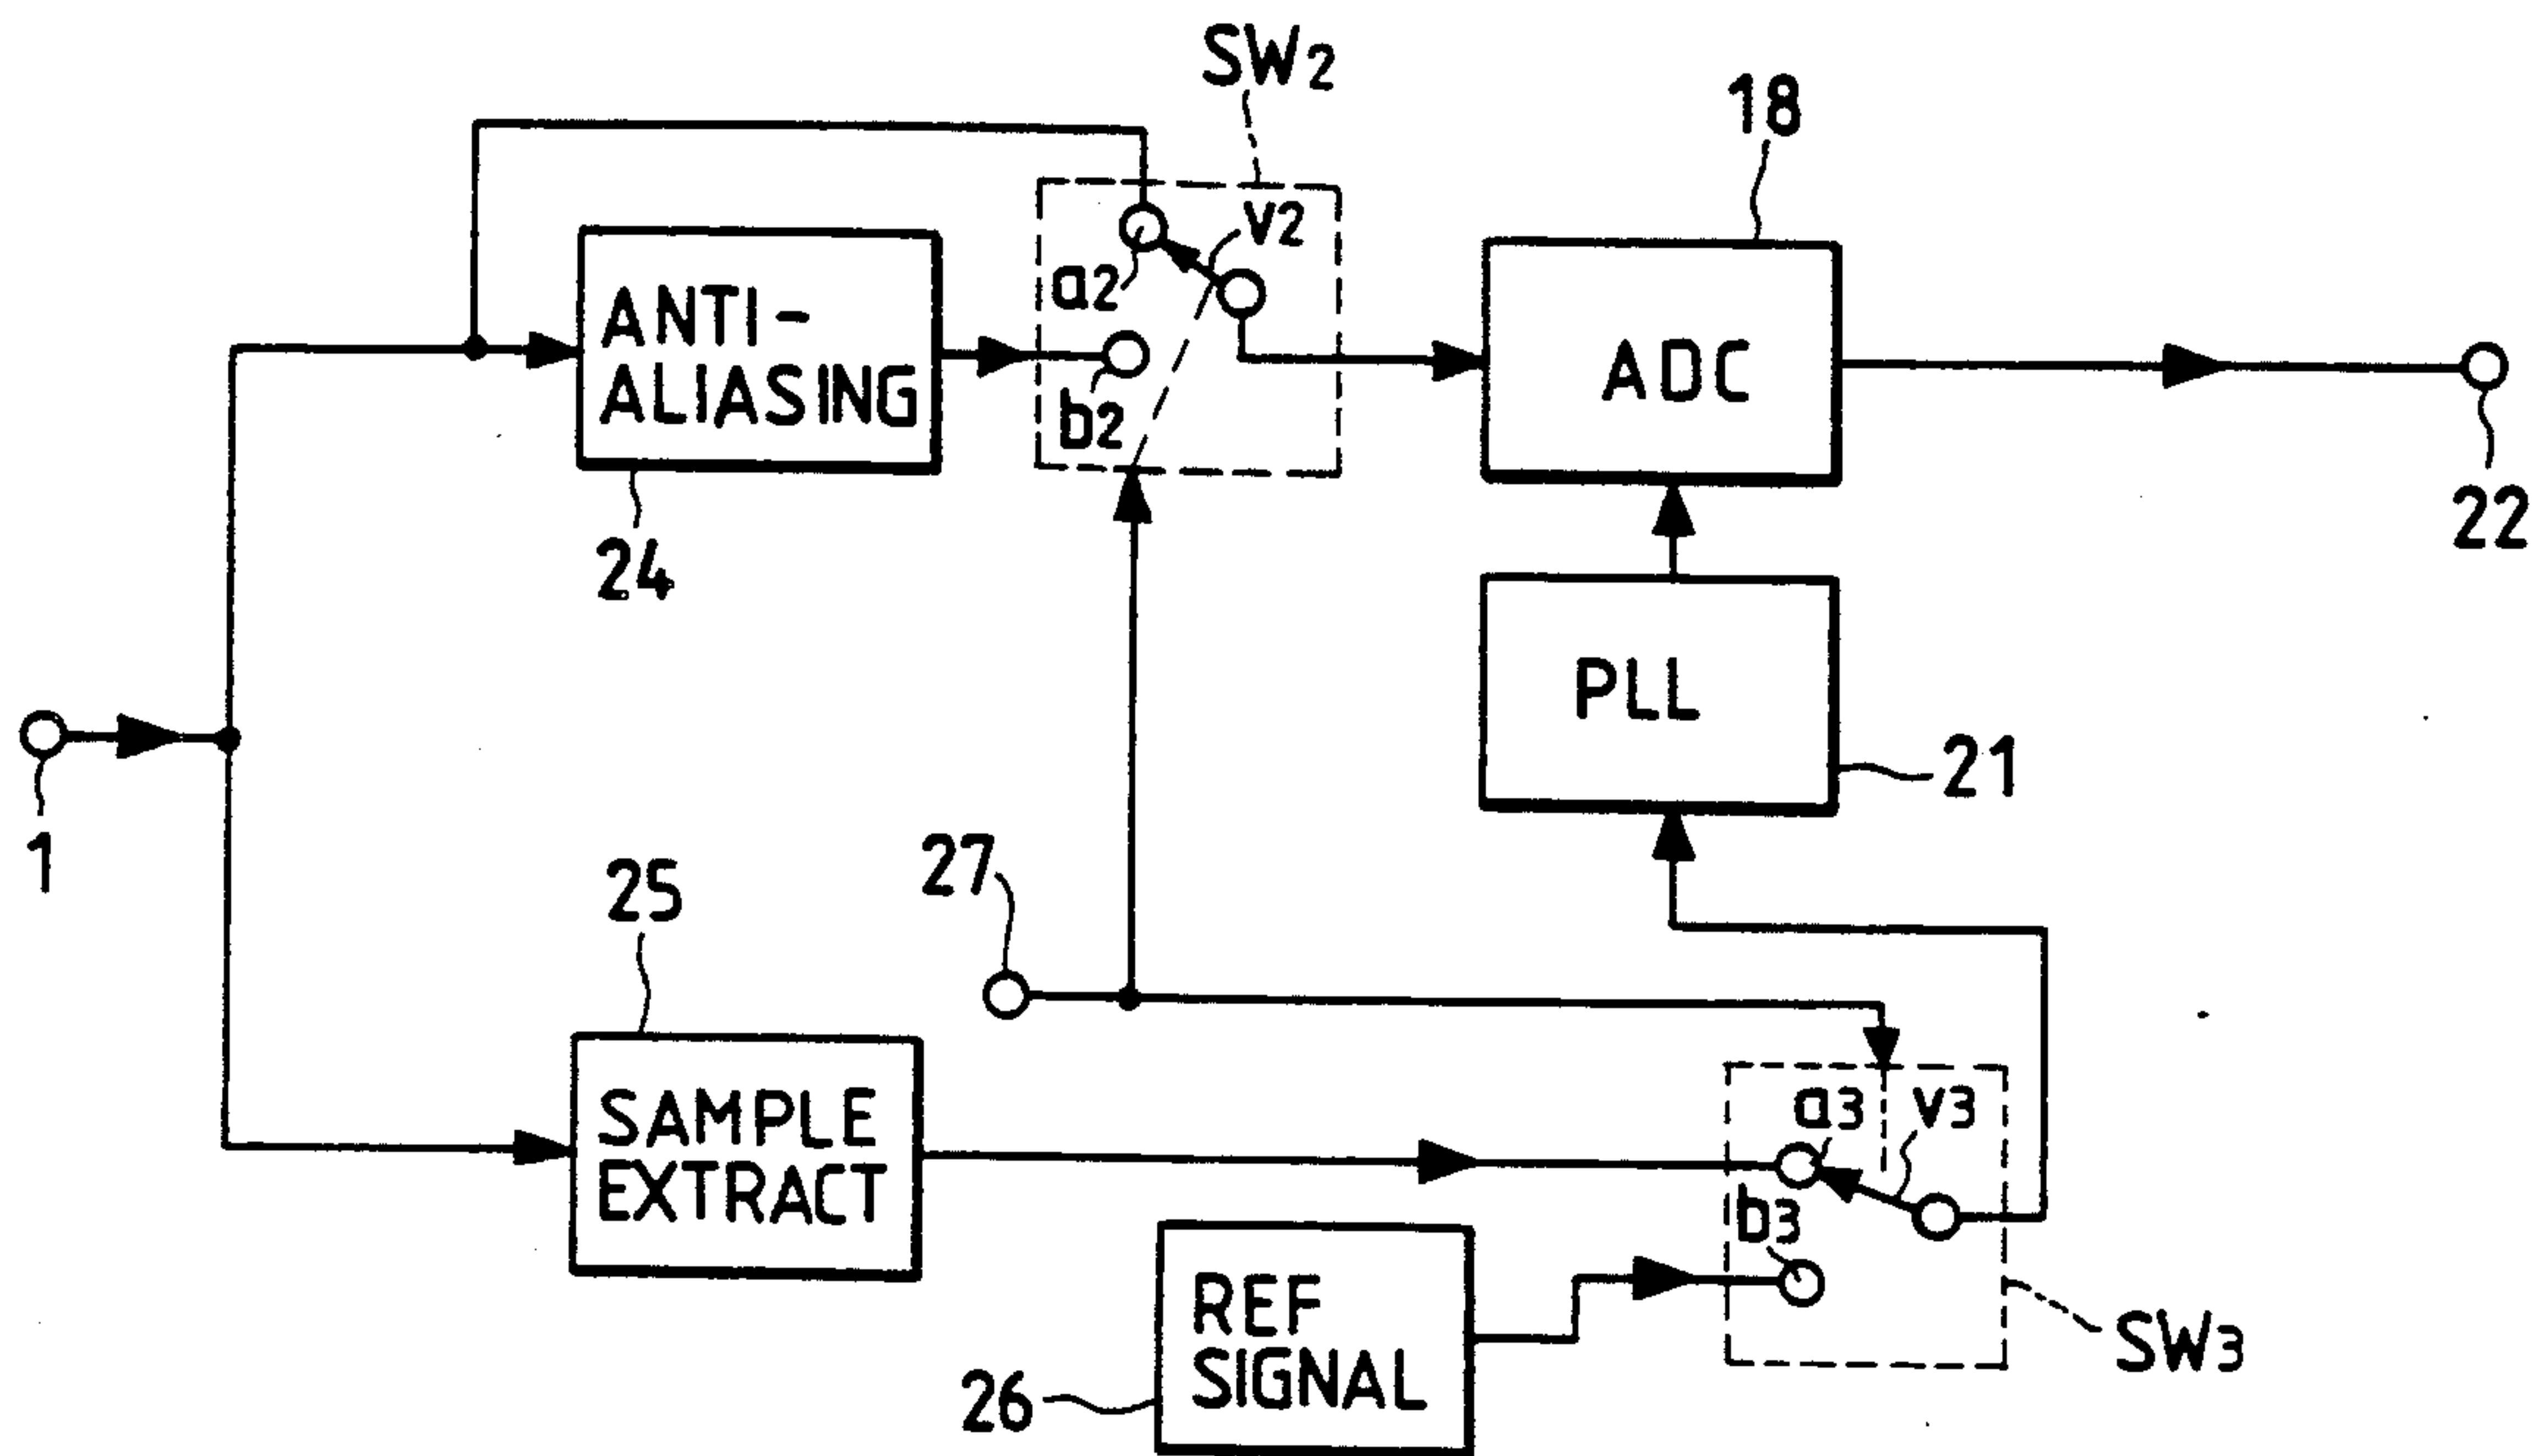 SW2
18
v2
a2
ANTI-
ALIASING
b2
ADC
22
24
PLL
21
1
27
25
a3
v3
SAMPLE
EXTRACT
b3
REF
SIGNAL
SW3
26